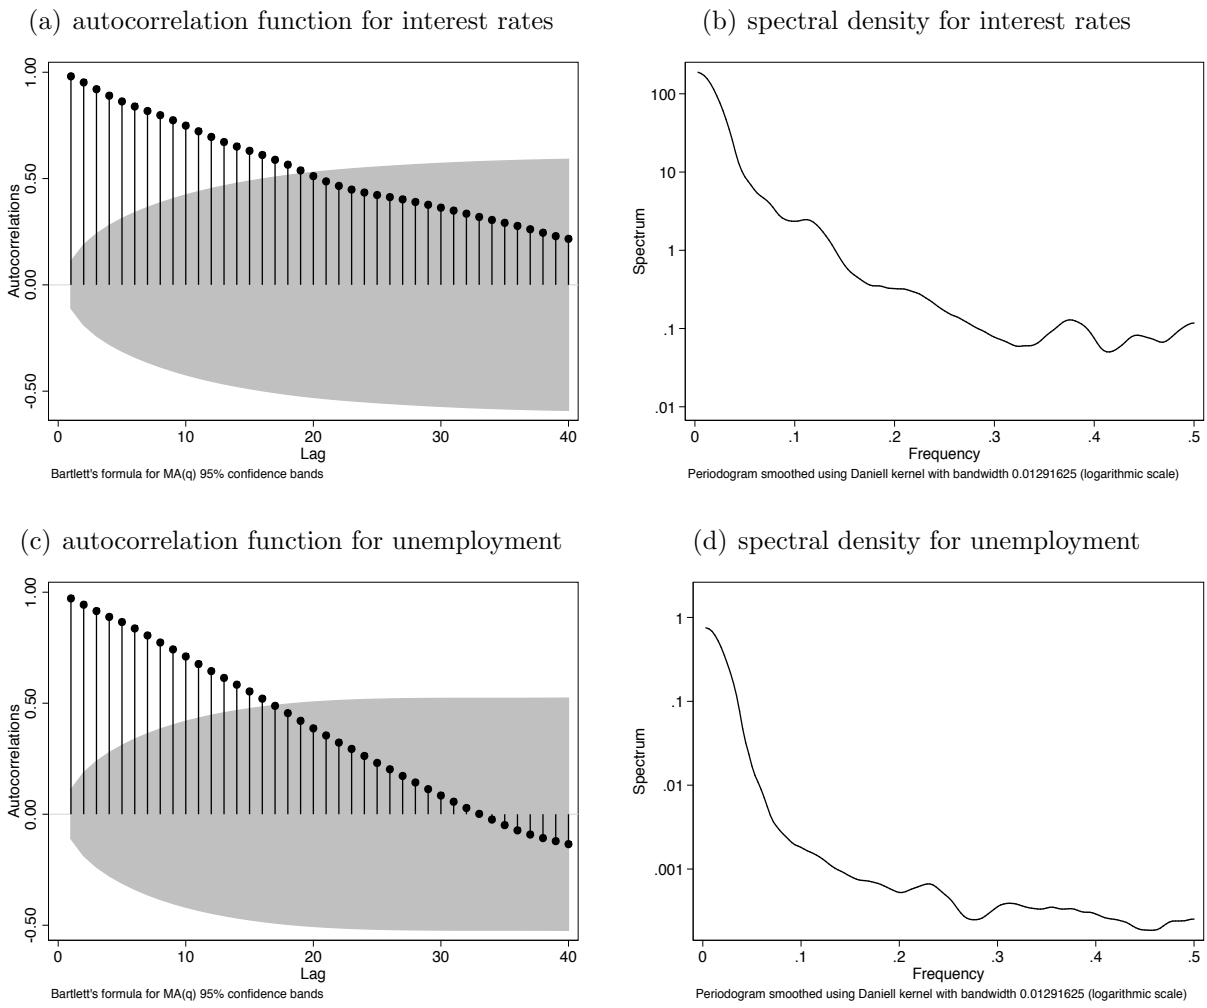 (a) autocorrelation function for interest rates
1.00
0.50
0.00
-0.50
Autocorrelations
0 10 20 30 40
Lag
Bartlett's formula for MA(q) 95% confidence bands
(b) spectral density for interest rates
100
10
1
.1
.01
Spectrum
0 .1 .2 .3 .4 .5
Frequency
Periodogram smoothed using Daniell kernel with bandwidth 0.01291625 (logarithmic scale)
(c) autocorrelation function for unemployment
1.00
0.50
0.00
-0.50
Autocorrelations
0 10 20 30 40
Lag
Bartlett's formula for MA(q) 95% confidence bands
(d) spectral density for unemployment
1
.1
.01
.001
Spectrum
0 .1 .2 .3 .4 .5
Frequency
Periodogram smoothed using Daniell kernel with bandwidth 0.01291625 (logarithmic scale)